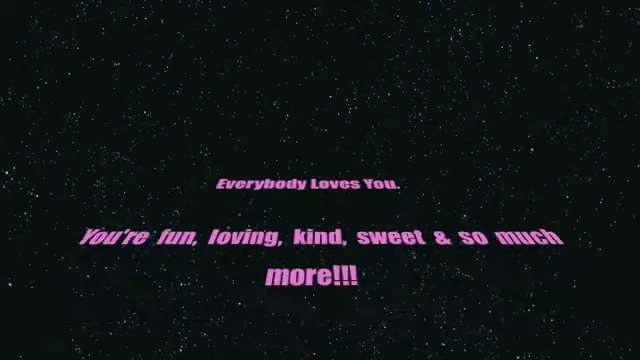 Everybody Loves You.
You're fun, loving, kind, sweet & so much
more!!!